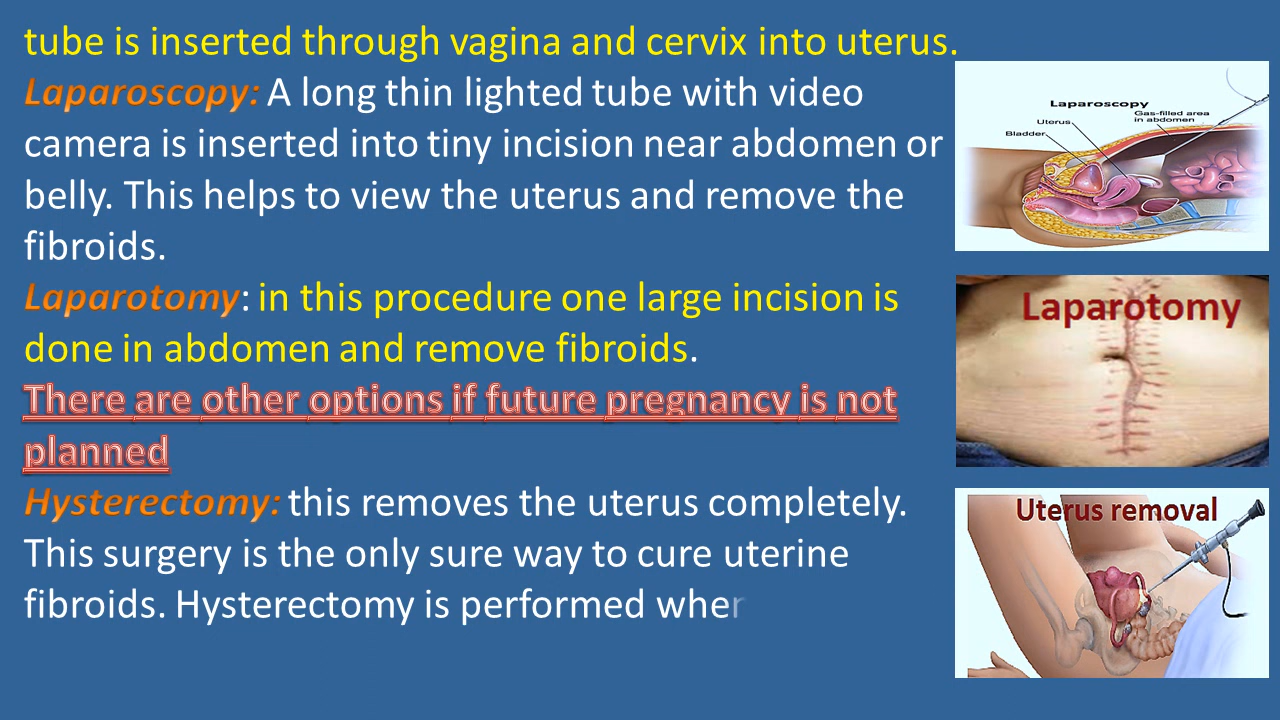 tube is inserted through vagina and cervix into uterus.
Laparoscopy: A long thin lighted tube with video
camera is inserted into tiny incision near abdomen or
belly. This helps to view the uterus and remove the
fibroids.
Laparotomy: in this procedure one large incision is
done in abdomen and remove fibroids.
There are other options if future pregnancy is not
planned
Hysterectomy: this removes the uterus completely.
This surgery is the only sure way to cure uterine
fibroids. Hysterectomy is performed wher
Laparoscopy
Gas-filled area
in abdomen
Uterus
Bladder
Laparotomy
Uterus removal